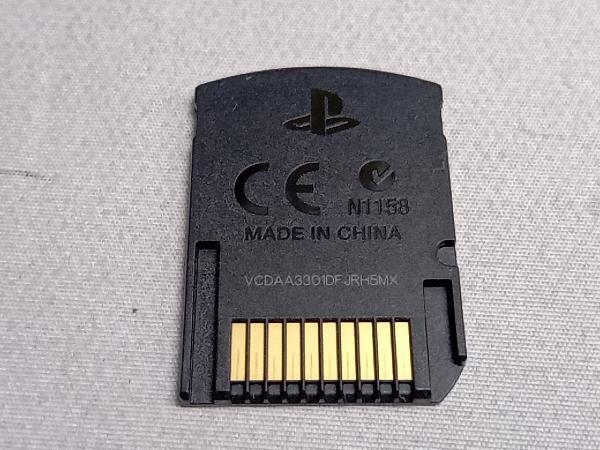 CE
N1158
MADE IN CHINA
VCDAA3301DFJRH5MX